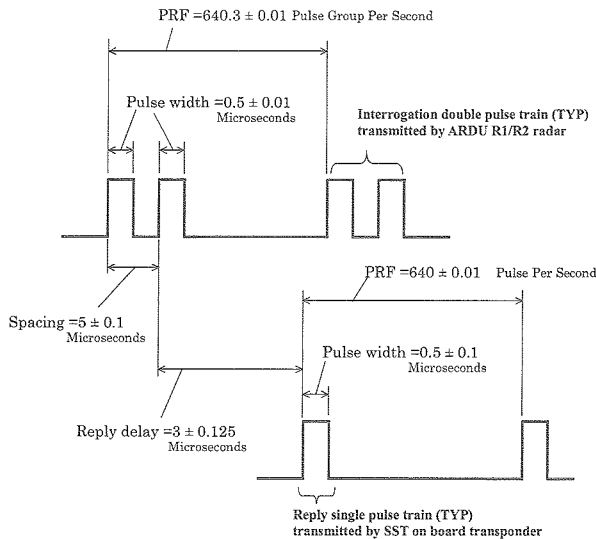 PRF =640.3 ± 0.01 Pulse Group Per Second
Pulse width =0.5 ± 0.01
Microseconds
Interrogation double pulse train (TYP)
transmitted by ARDU R1/R2 radar
PRF =640 ± 0.01 Pulse Per Second
Spacing =5 ± 0.1
Microseconds
Pulse width =0.5 ± 0.1
Microseconds
Reply delay =3 ± 0.125
Microseconds
Reply single pulse train (TYP)
transmitted by SST on board transponder